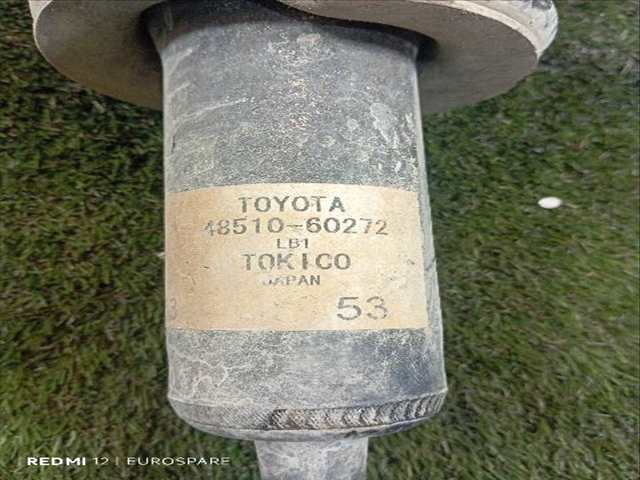 TOYOTA
48510-60272
LB1
TOKICO
JAPAN
53
REDMI 12 | EUROSPARE